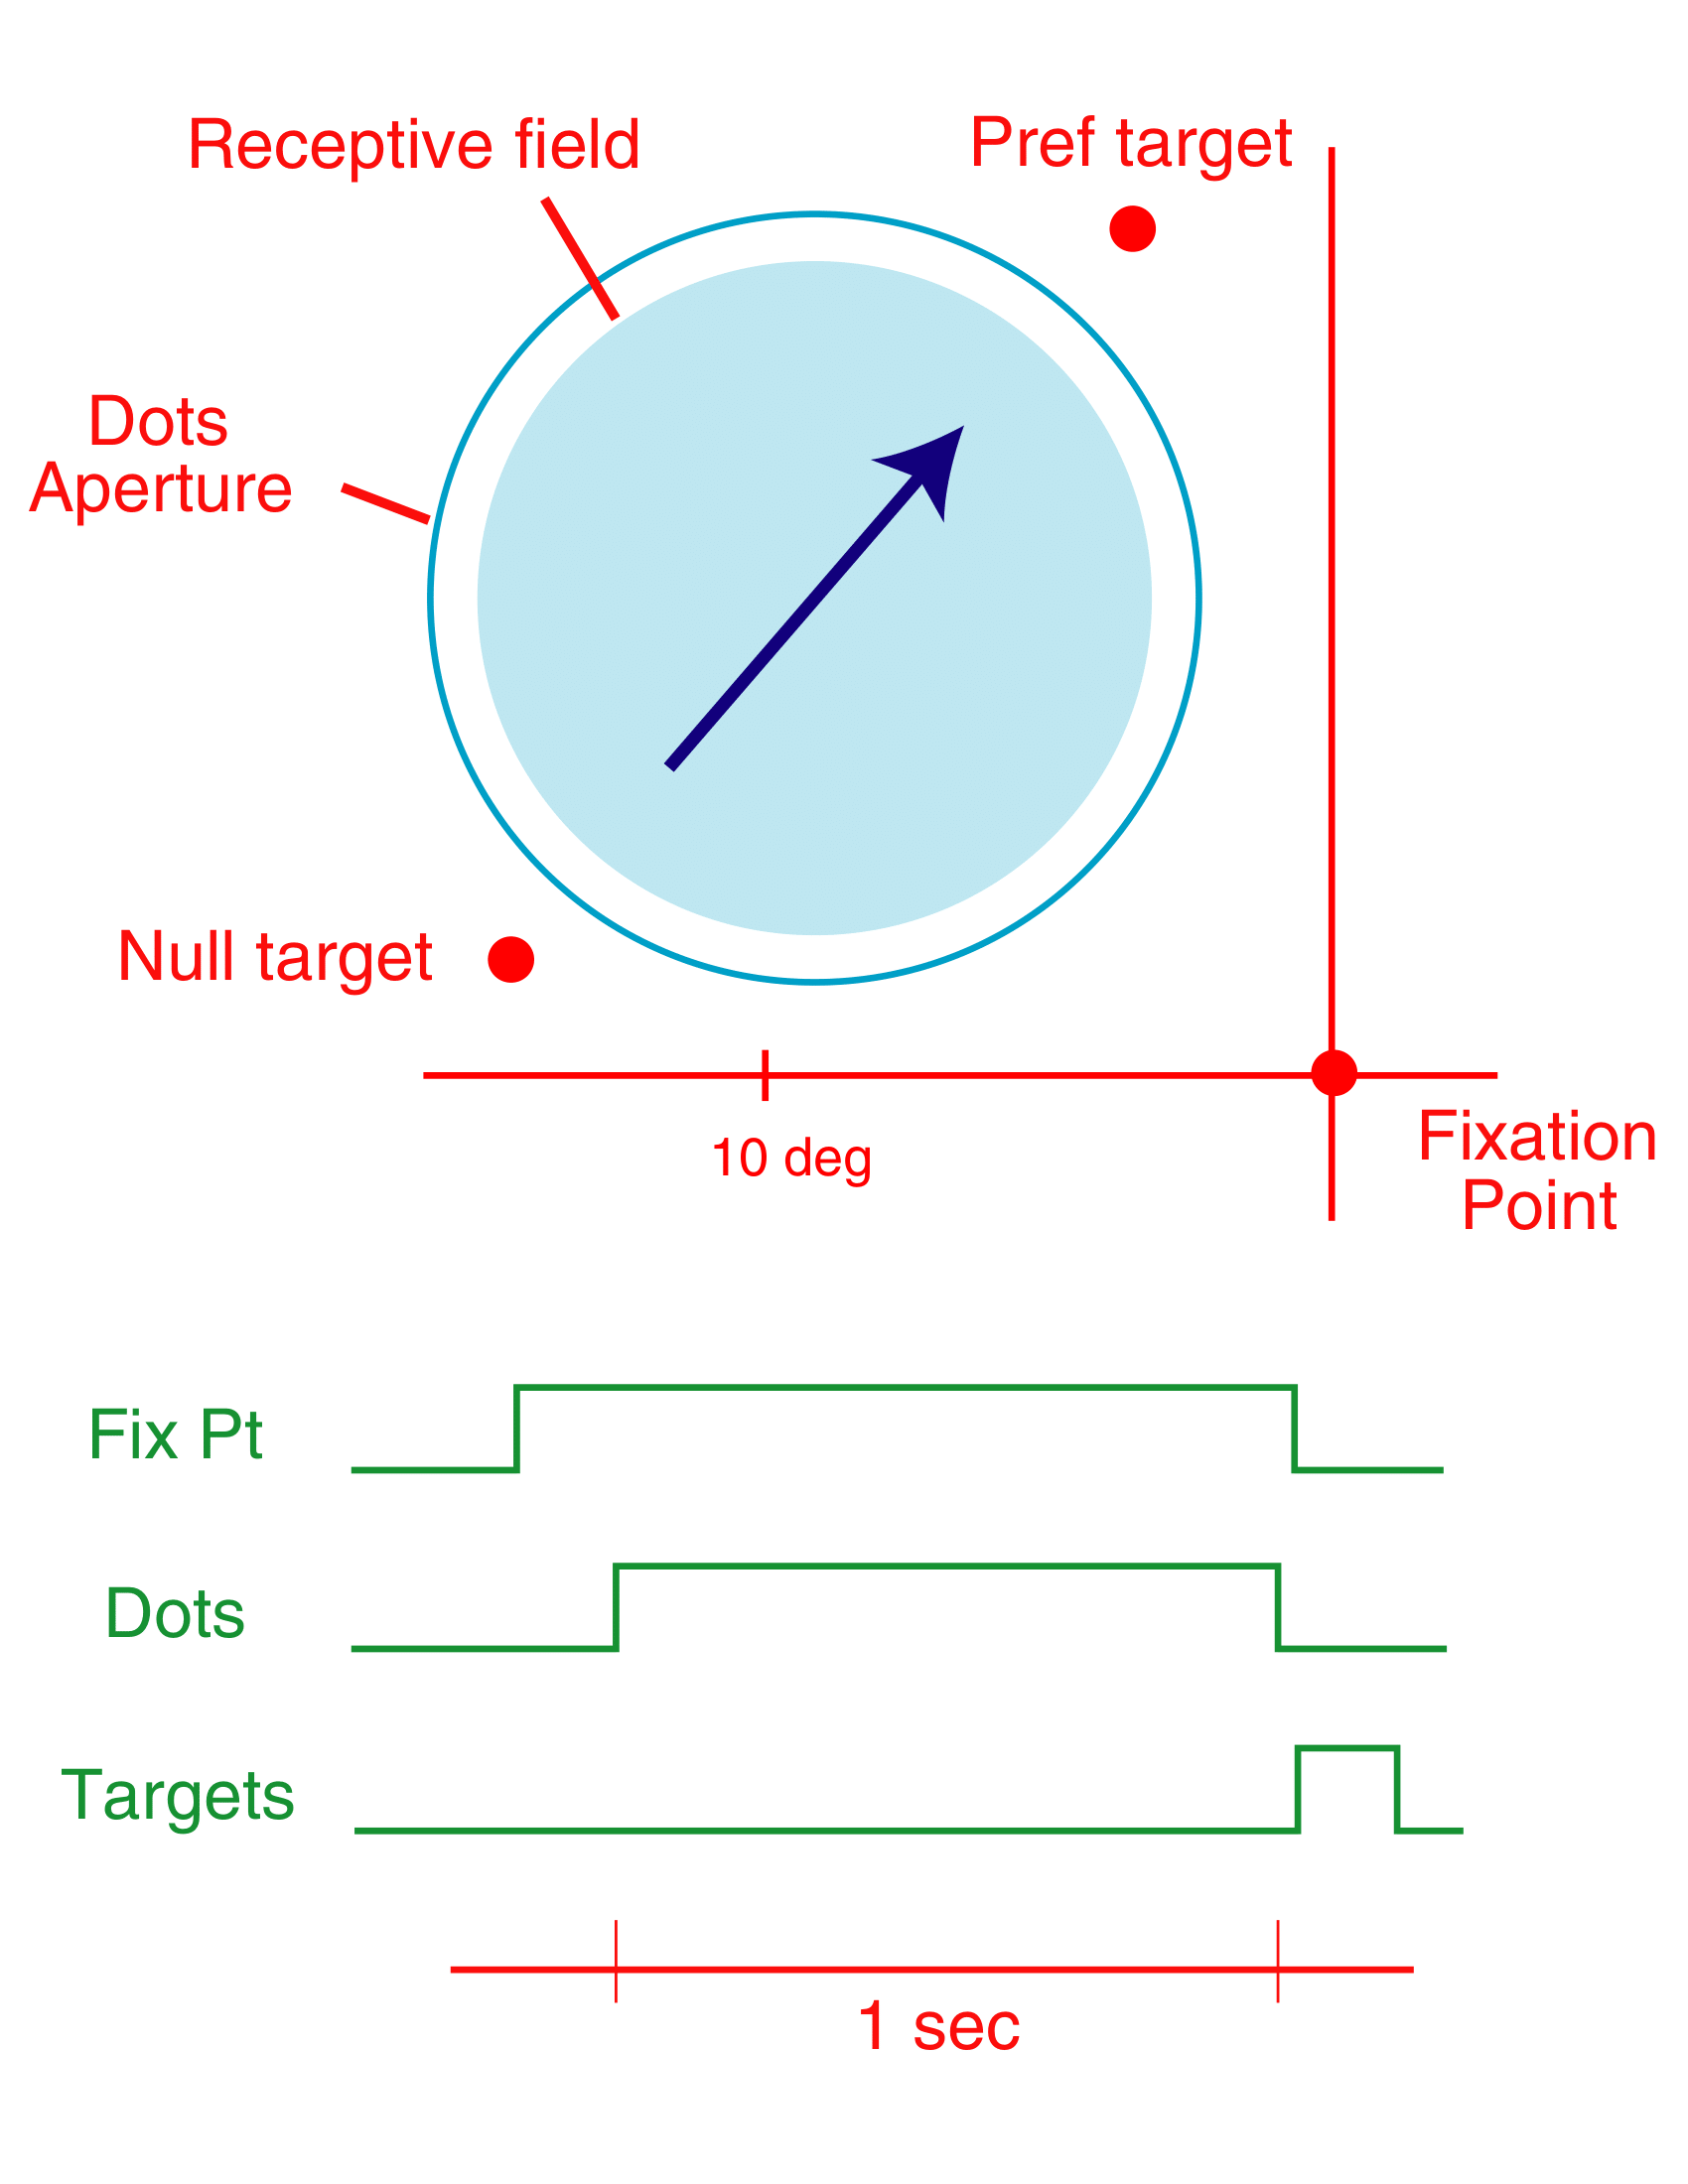 Receptive field
Pref target
Dots
Aperture
Null target
10 deg
Fixation
Point
Fix Pt
Dots
Targets
1 sec